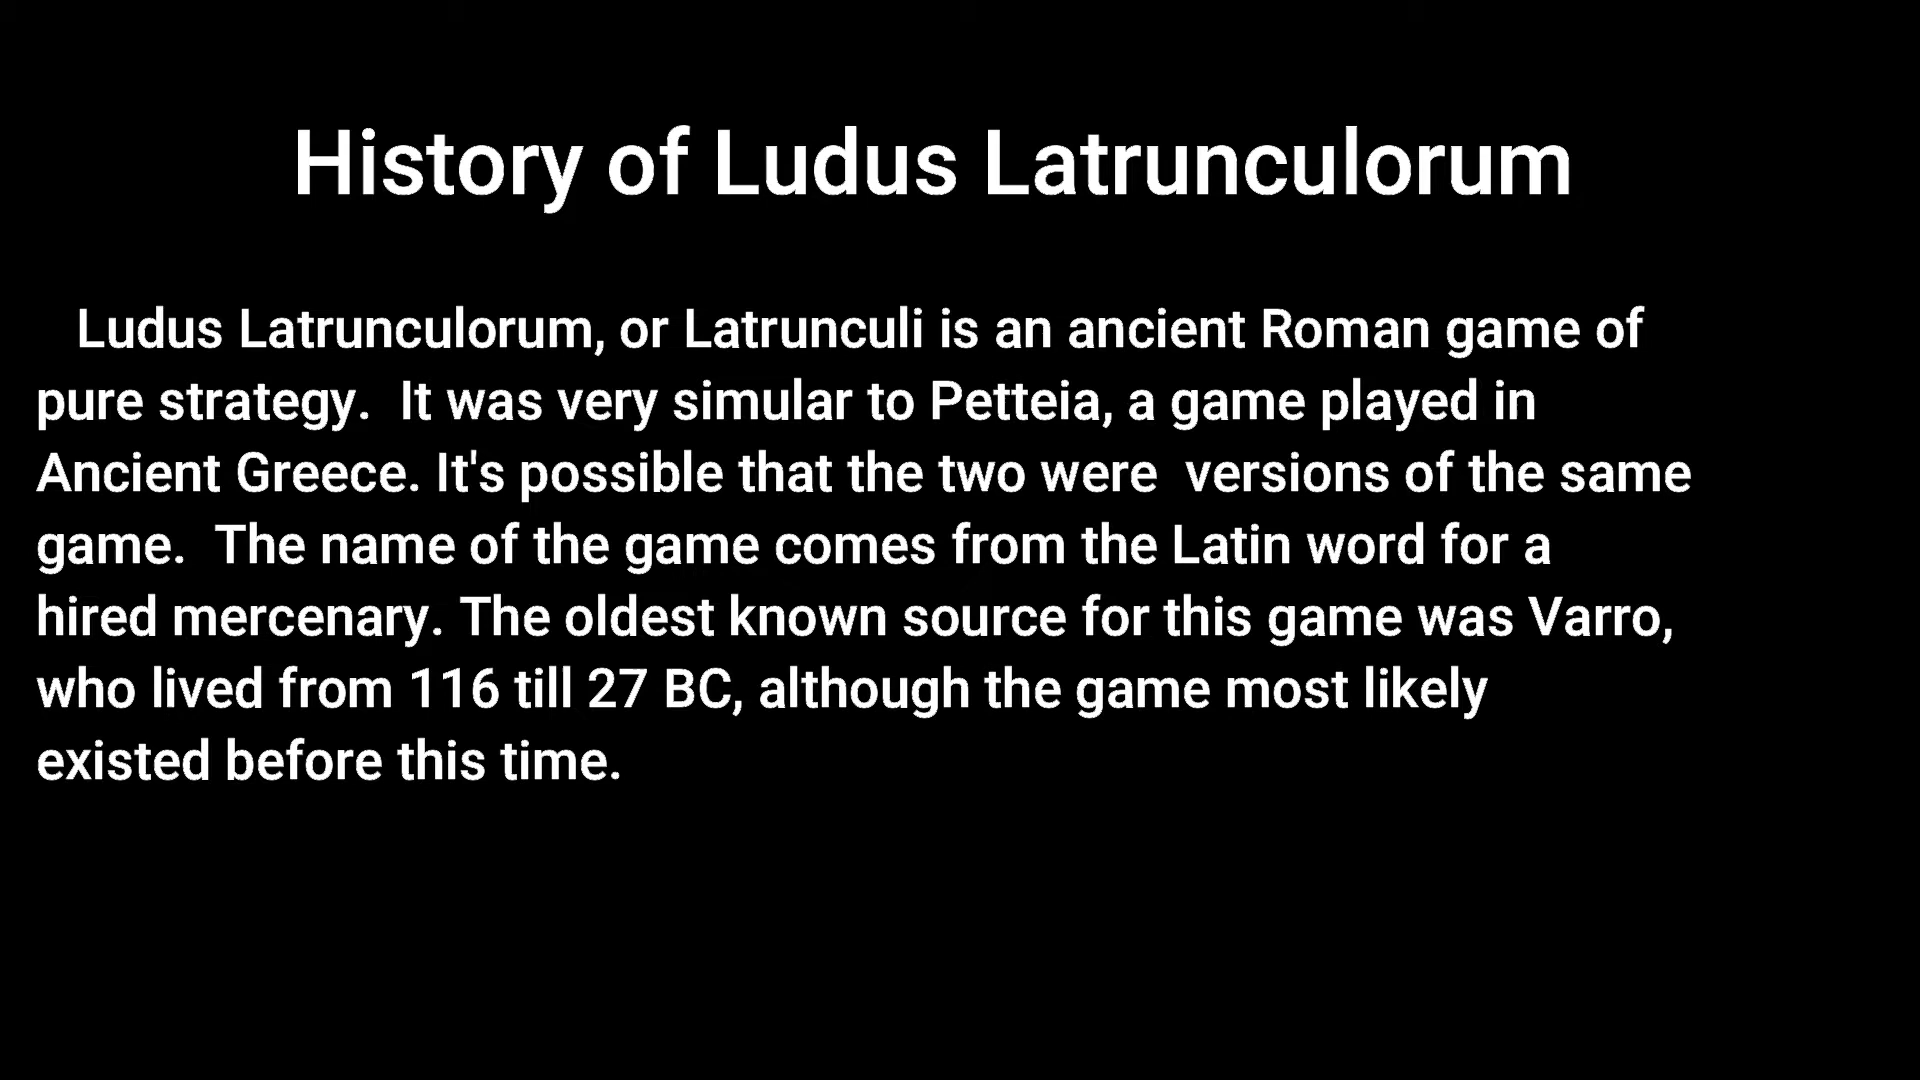 History of Ludus Latrunculorum
Ludus Latrunculorum, or Latrunculi is an ancient Roman game of
pure strategy.  It was very simular to Petteia, a game played in
Ancient Greece. It's possible that the two were  versions of the same
game.  The name of the game comes from the Latin word for a
hired mercenary. The oldest known source for this game was Varro,
who lived from 116 till 27 BC, although the game most likely
existed before this time.